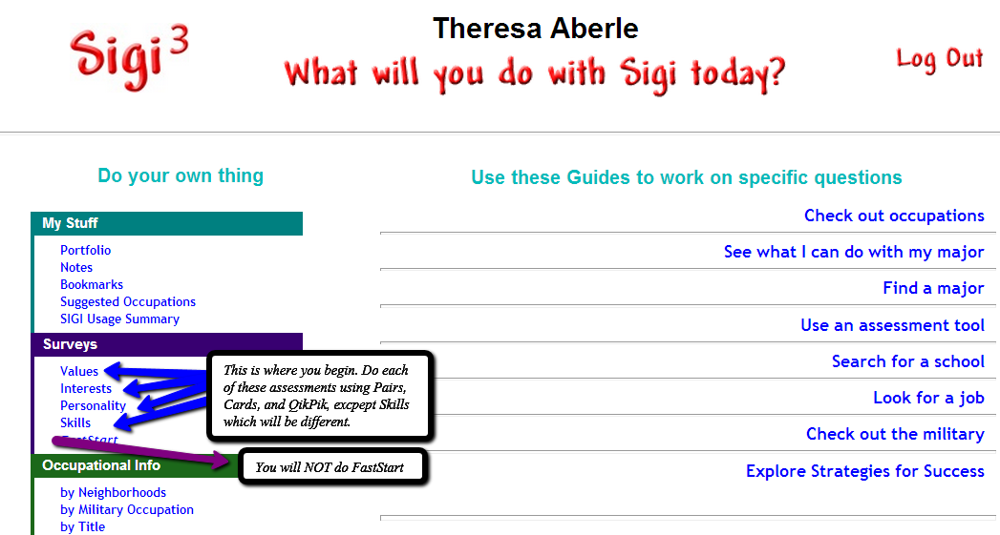 Theresa Aberle
Sigi³
What will you do with Sigi today?
Log Out
Do your own thing
My Stuff
Portfolio
Notes
Bookmarks
Suggested Occupations
SIGI Usage Summary
Surveys
Values
Interests
Personality
Skills
FastStart
This is where you begin. Do each
of these assessments using Pairs,
Cards, and QikPik, excpept Skills
which will be different.
You will NOT do FastStart
Occupational Info
by Neighborhoods
by Military Occupation
by Title
Use these Guides to work on specific questions
Check out occupations
See what I can do with my major
Find a major
Use an assessment tool
Search for a school
Look for a job
Check out the military
Explore Strategies for Success